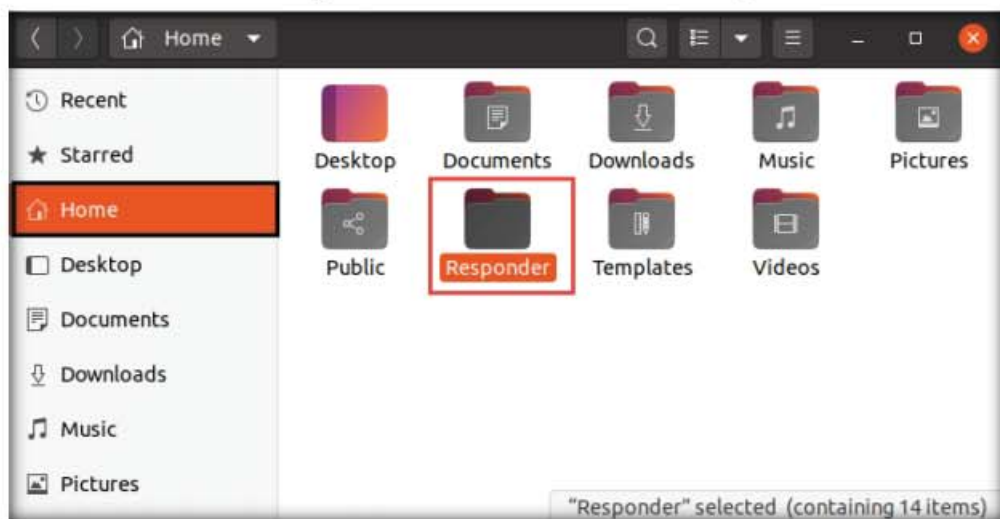 Home
Recent
Starred
Home
Desktop
Documents
Downloads
Music
Pictures
Desktop Documents Downloads Music Pictures
Public Responder Templates Videos
"Responder" selected (containing 14 items)